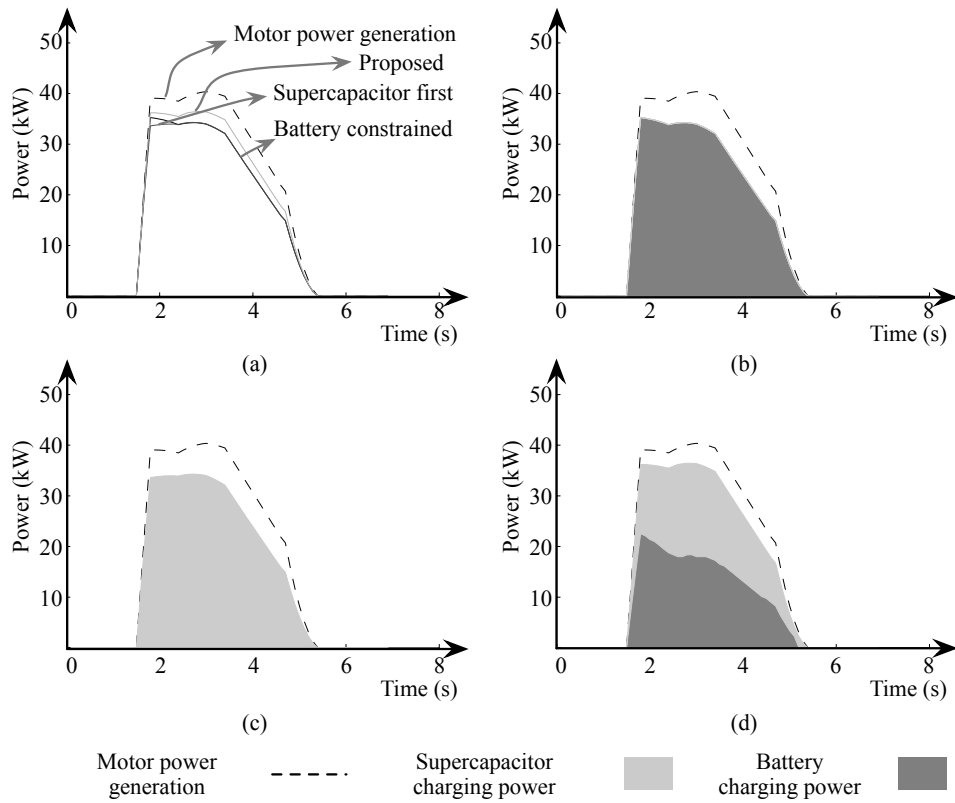 50
40
30
20
10
Power (kW)
Motor power generation
Proposed
Supercapacitor first
Battery constrained
0 2 4 6 8
Time (s)
(a)
50
40
30
20
10
Power (kW)
0 2 4 6 8
Time (s)
(b)
50
40
30
20
10
Power (kW)
0 2 4 6 8
Time (s)
(c)
50
40
30
20
10
Power (kW)
0 2 4 6 8
Time (s)
(d)
Motor power
generation
Supercapacitor
charging power
Battery
charging power